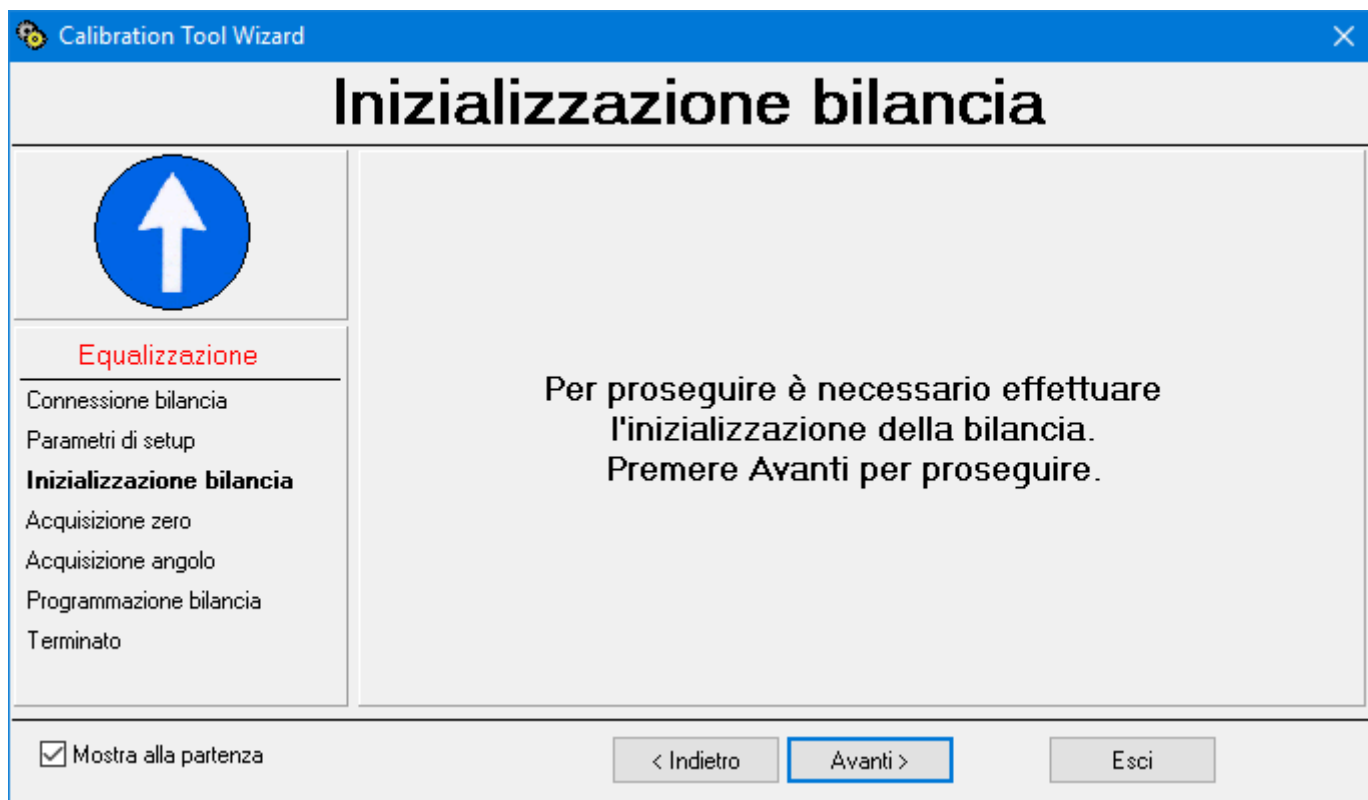 Calibration Tool Wizard
Inizializzazione bilancia
Equalizzazione
Connessione bilancia
Parametri di setup
Inizializzazione bilancia
Acquisizione zero
Acquisizione angolo
Programmazione bilancia
Terminato
Per proseguire è necessario effettuare
l'inizializzazione della bilancia.
Premere Avanti per proseguire.
Mostra alla partenza
< Indietro
Avanti >
Esci